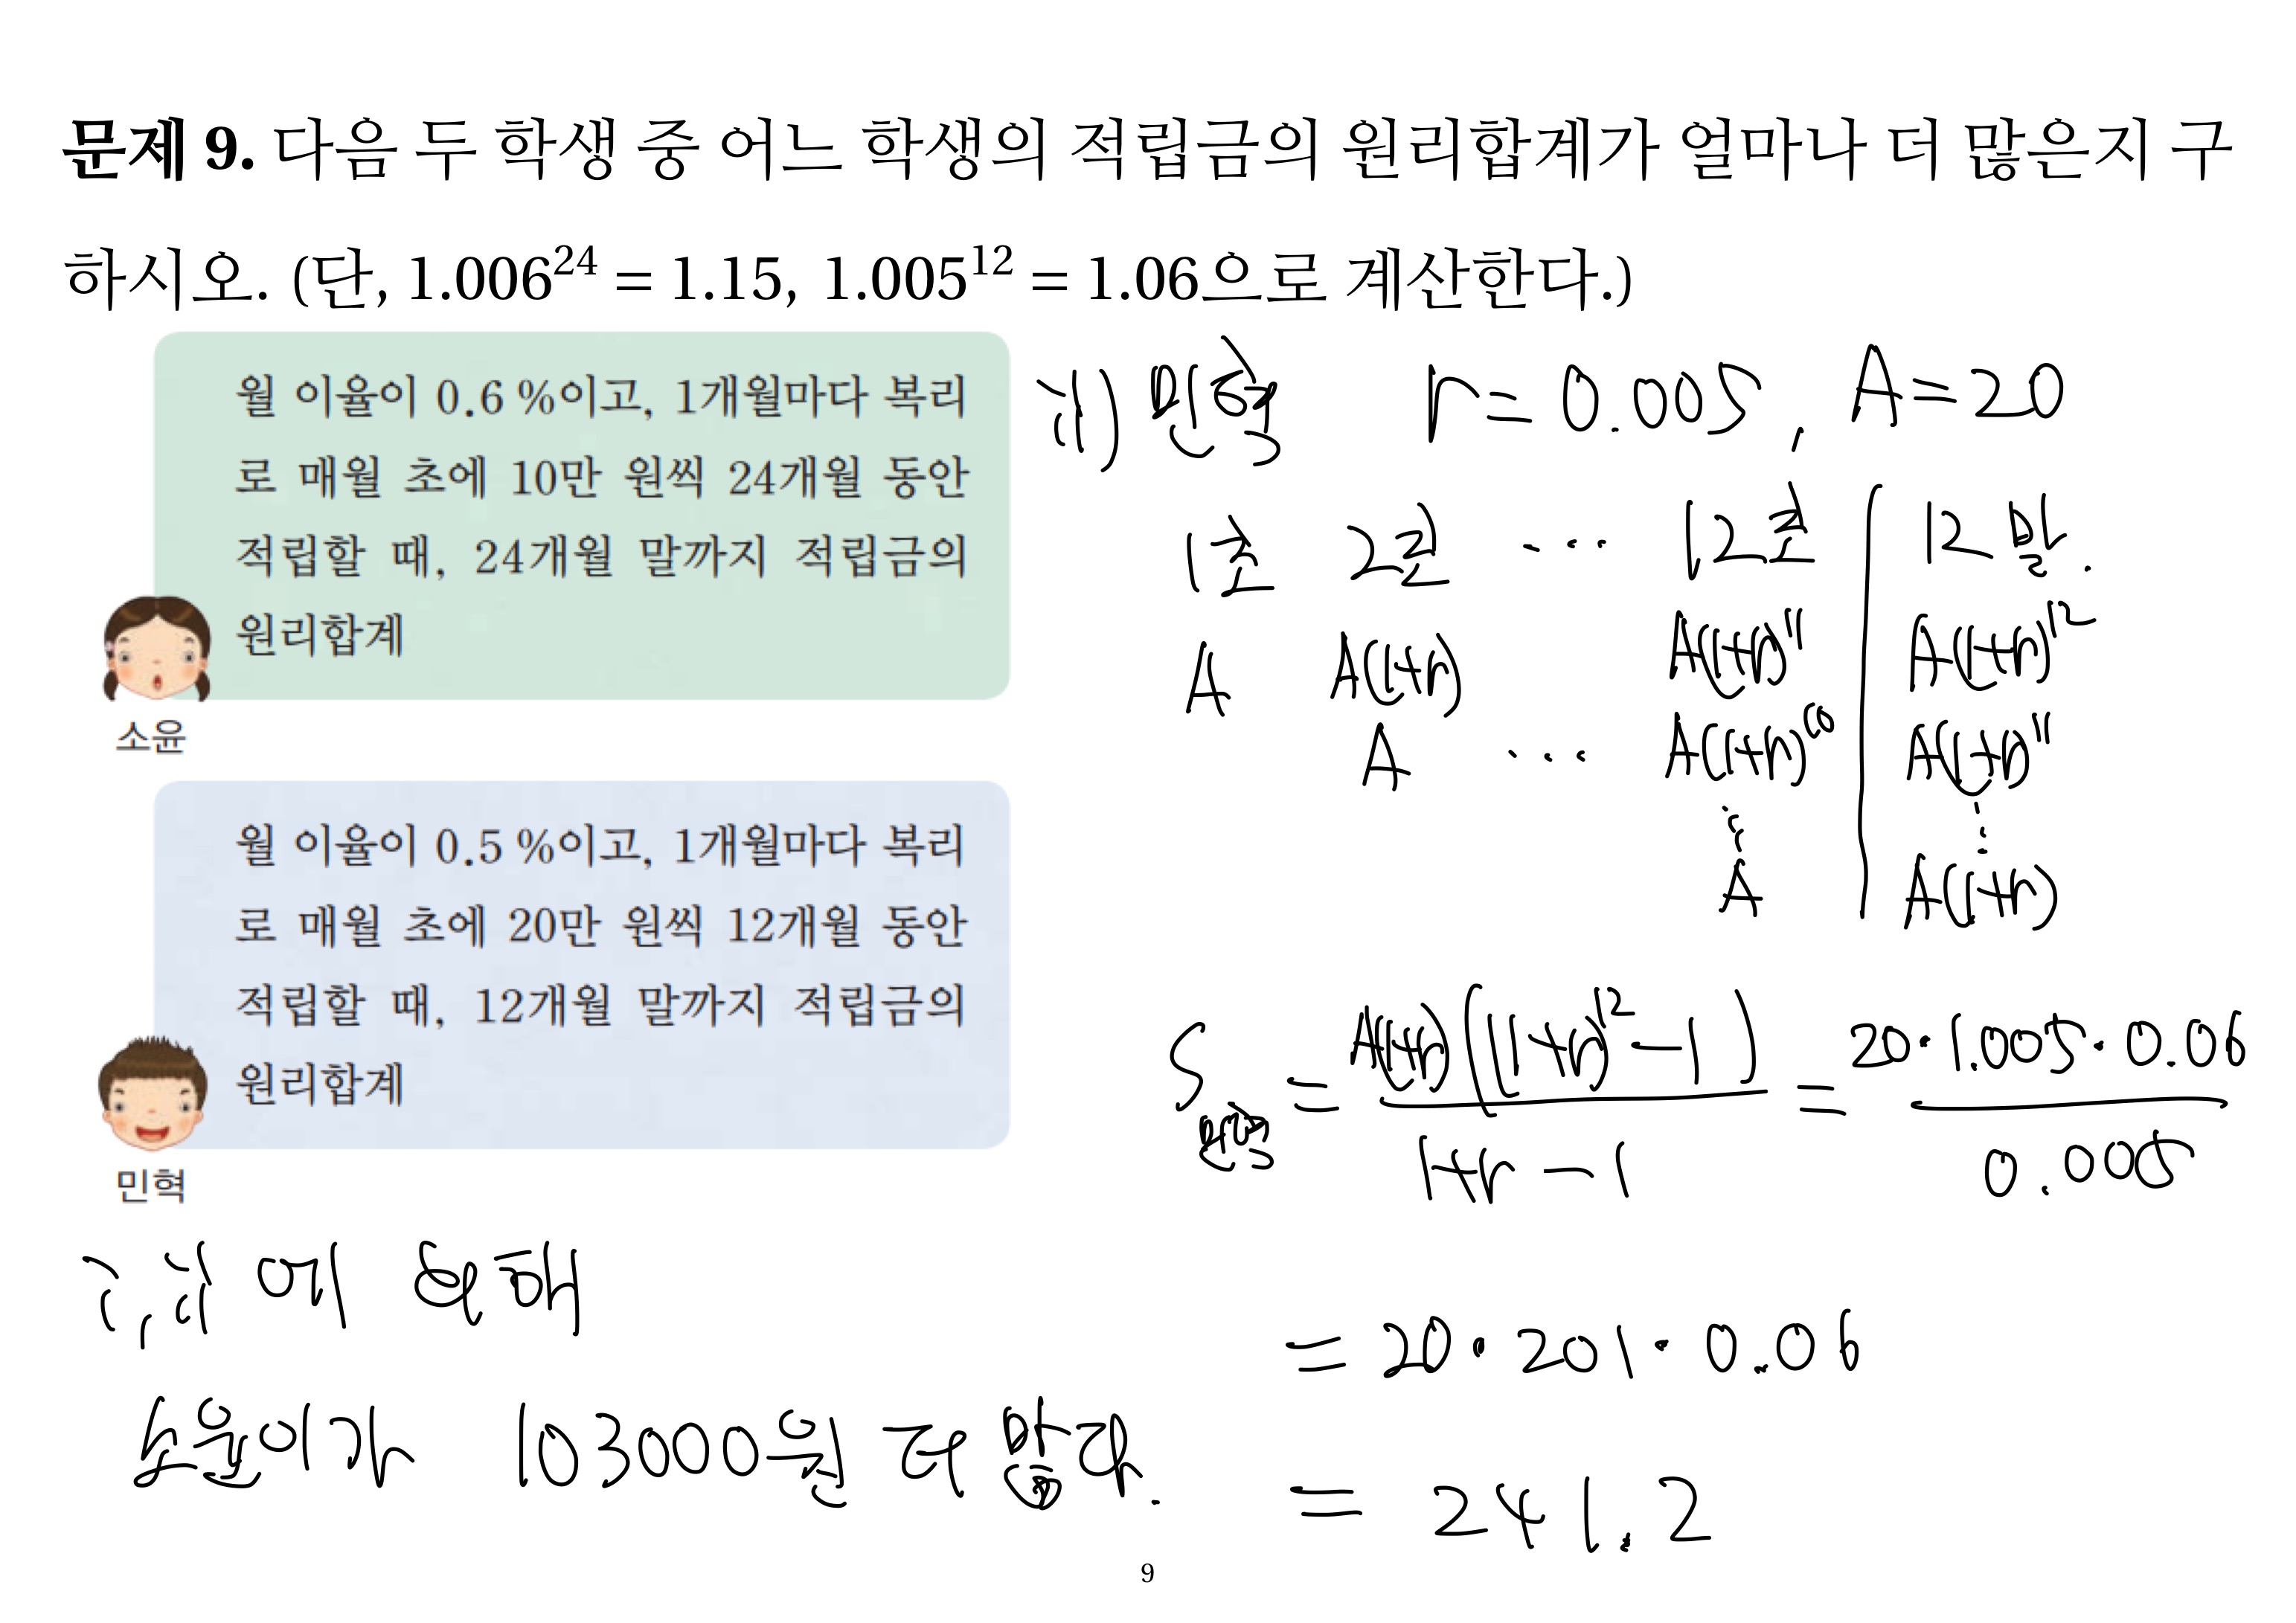 문제 9. 다음 두 학생 중 어느 학생의 적립금의 원리합계가 얼마나 더 많은지 구
하시오. (단, 1.006^24 = 1.15, 1.005^12 = 1.06으로 계산한다.)
월 이율이 0.6 %이고, 1개월마다 복리
로 매월 초에 10만 원씩 24개월 동안
적립할 때, 24개월 말까지 적립금의
원리합계
소윤
월 이율이 0.5 %이고, 1개월마다 복리
로 매월 초에 20만 원씩 12개월 동안
적립할 때, 12개월 말까지 적립금의
원리합계
민혁
ii) 민혁 r = 0.005, A = 20
1초 2초 ... 12초 | 12말.
A A(1+r) A(1+r)^11 | A(1+r)^12
A ... A(1+r)^10 | A(1+r)^11
⋮ | ⋮
A | A(1+r)
S민혁 = A(1+r)((1+r)^12 - 1) / (1+r-1) = 20·1.005·0.06 / 0.005
= 20·201·0.06
= 241.2
i, ii 에 의해
소윤이가 103000원 더 많다.
9